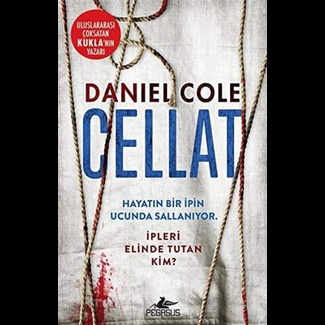 ULUSLARARASI
ÇOKSATAN
KUKLA'NIN
YAZARI
DANIEL COLE
CELLAT
HAYATIN BİR İPİN
UCUNDA SALLANIYOR.
İPLERİ
ELİNDE TUTAN
KİM?
PEGASUS